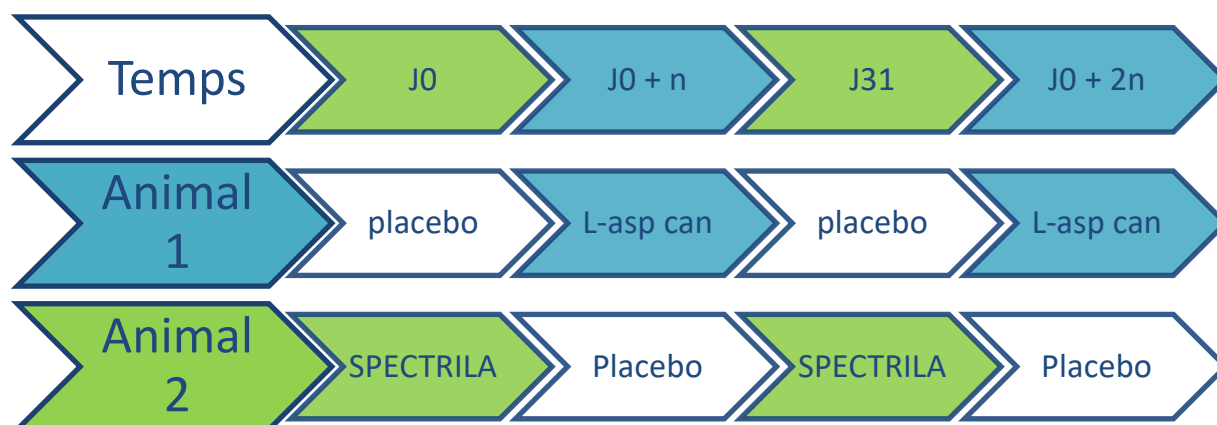 Temps J0 J0 + n J31 J0 + 2n
Animal
1
placebo L-asp can placebo L-asp can
Animal
2
SPECTRILA Placebo SPECTRILA Placebo